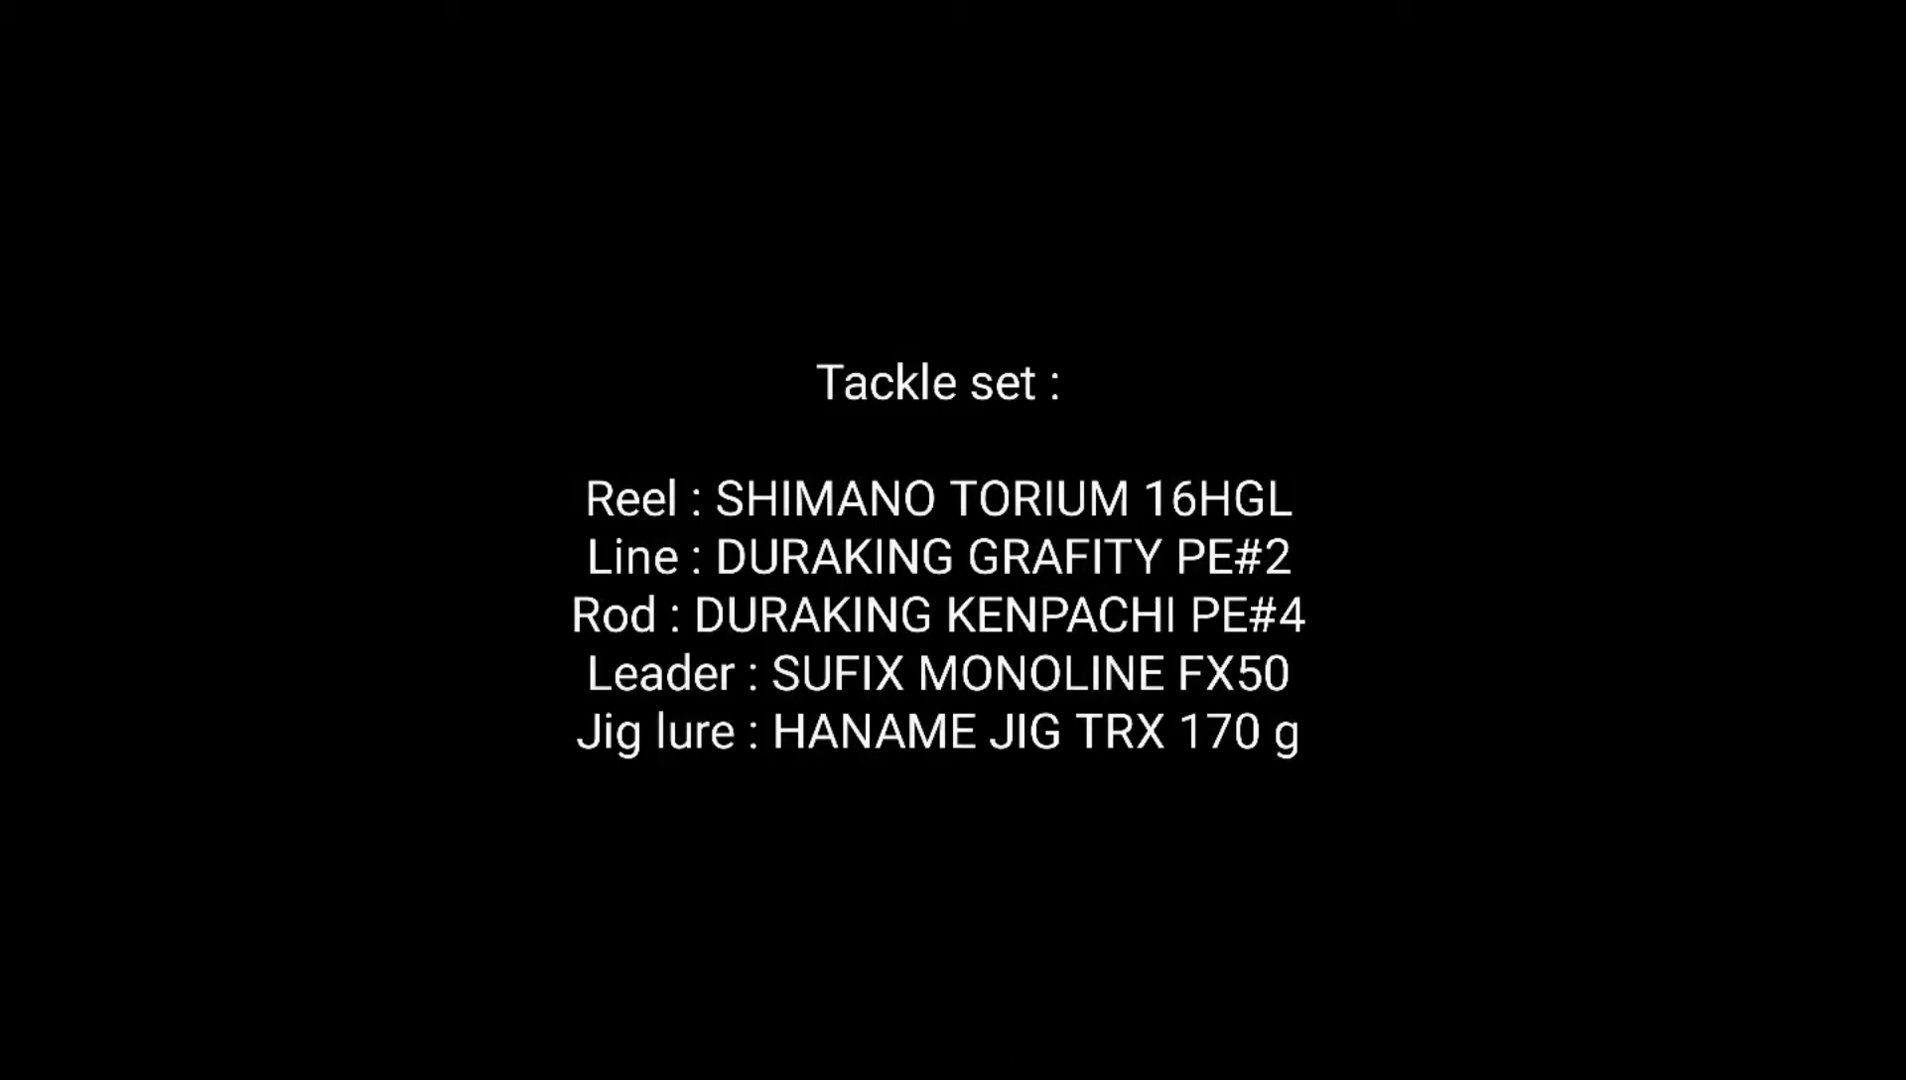 Tackle set :
Reel : SHIMANO TORIUM 16HGL
Line : DURAKING GRAFITY PE#2
Rod : DURAKING KENPACHI PE#4
Leader : SUFIX MONOLINE FX50
Jig lure : HANAME JIG TRX 170 g